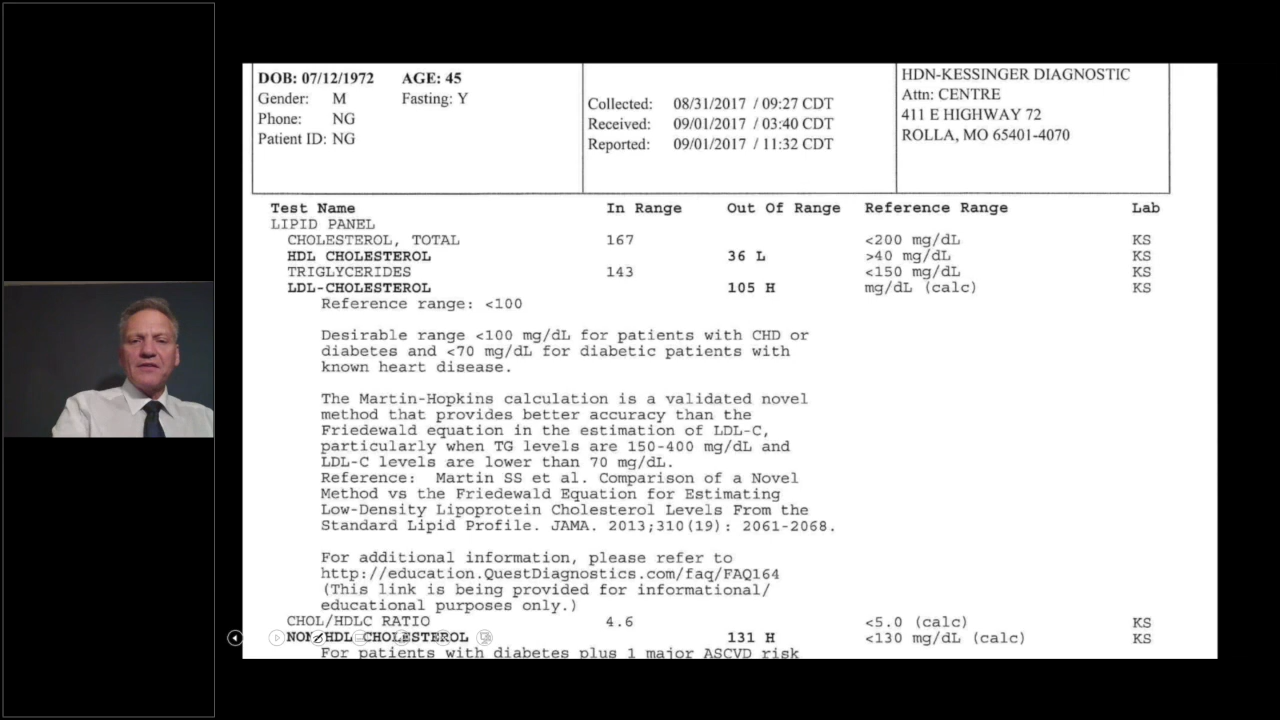 DOB: 07/12/1972 AGE: 45
Gender: M Fasting: Y
Phone: NG
Patient ID: NG
Collected: 08/31/2017 / 09:27 CDT
Received: 09/01/2017 / 03:40 CDT
Reported: 09/01/2017 / 11:32 CDT
HDN-KESSINGER DIAGNOSTIC
Attn: CENTRE
411 E HIGHWAY 72
ROLLA, MO 65401-4070
Test Name In Range Out Of Range Reference Range Lab
LIPID PANEL
CHOLESTEROL, TOTAL 167 <200 mg/dL KS
HDL CHOLESTEROL 36 L >40 mg/dL KS
TRIGLYCERIDES 143 <150 mg/dL KS
LDL-CHOLESTEROL 105 H mg/dL (calc) KS
Reference range: <100
Desirable range <100 mg/dL for patients with CHD or
diabetes and <70 mg/dL for diabetic patients with
known heart disease.
The Martin-Hopkins calculation is a validated novel
method that provides better accuracy than the
Friedewald equation in the estimation of LDL-C,
particularly when TG levels are 150-400 mg/dL and
LDL-C levels are lower than 70 mg/dL.
Reference: Martin SS et al. Comparison of a Novel
Method vs the Friedewald Equation for Estimating
Low-Density Lipoprotein Cholesterol Levels From the
Standard Lipid Profile. JAMA. 2013;310(19): 2061-2068.
For additional information, please refer to
http://education.QuestDiagnostics.com/faq/FAQ164
(This link is being provided for informational/
educational purposes only.)
CHOL/HDLC RATIO 4.6 <5.0 (calc) KS
NON HDL CHOLESTEROL 131 H <130 mg/dL (calc) KS
For patients with diabetes plus 1 major ASCVD risk